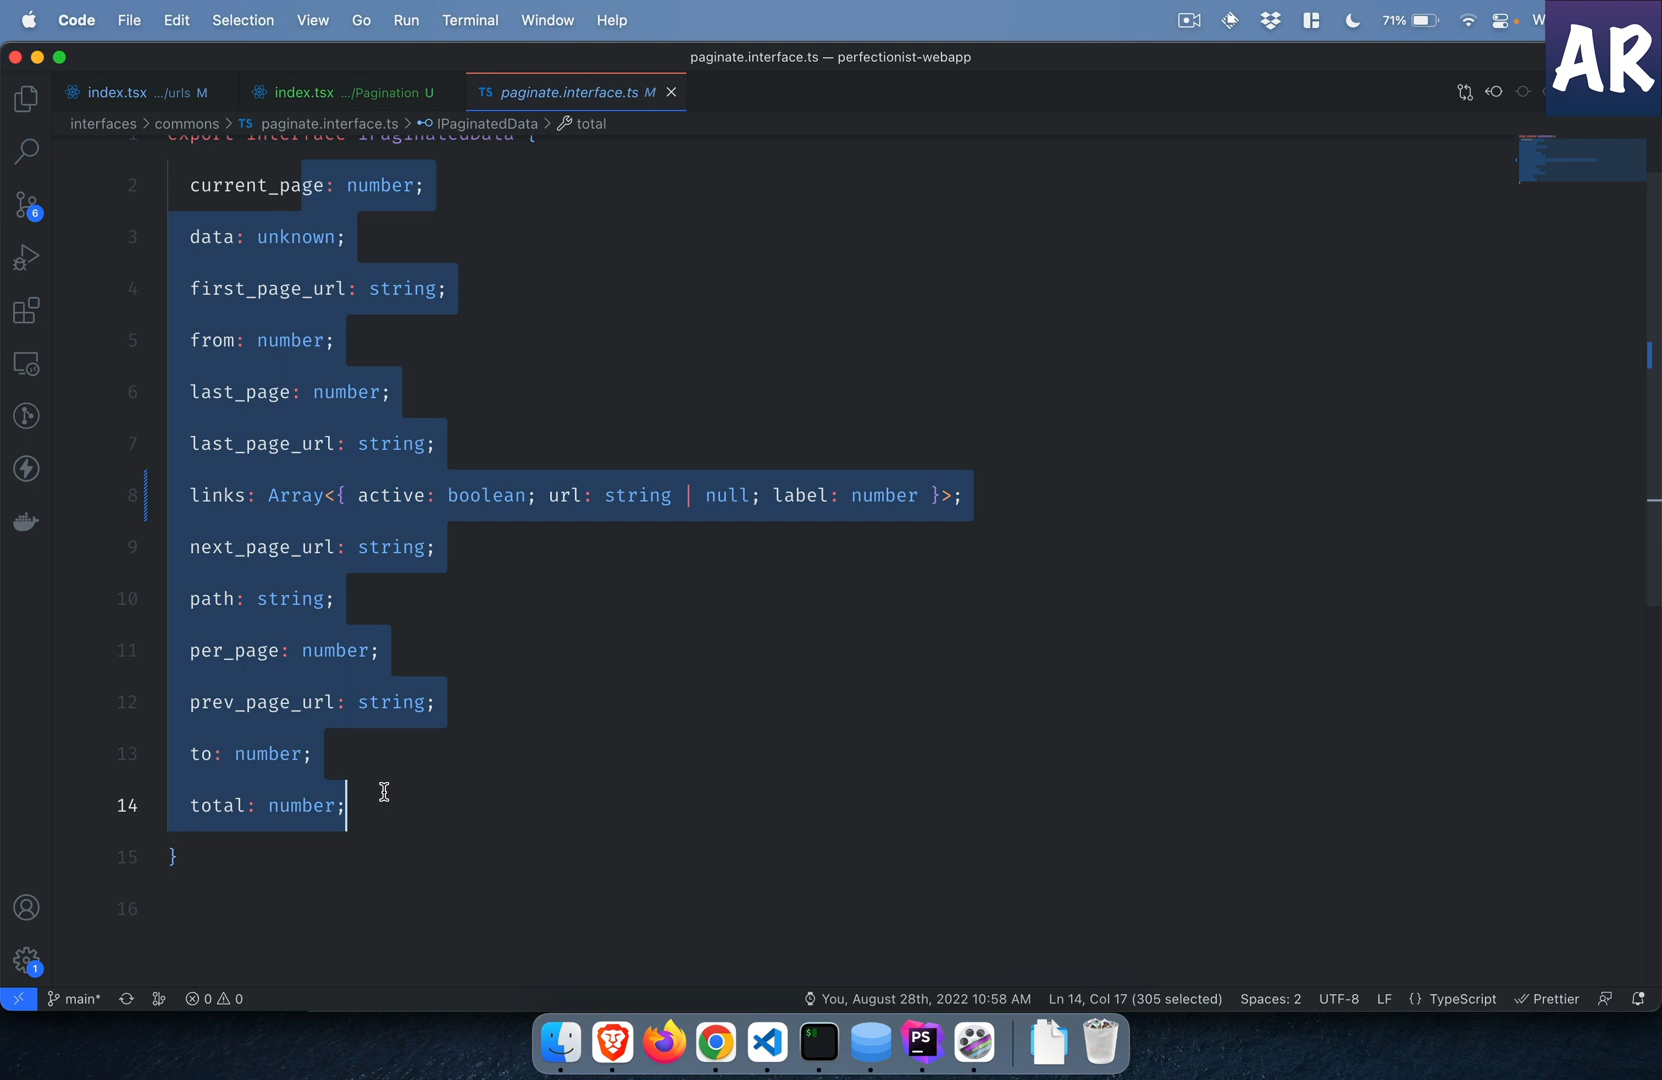 Code File Edit Selection View Go Run Terminal Window Help 71% W
AR
paginate.interface.ts — perfectionist-webapp
index.tsx .../urls M index.tsx .../Pagination U TS paginate.interface.ts M
interfaces > commons > TS paginate.interface.ts > IPaginatedData > total
1 export interface IPaginatedData {
2 current_page: number;
3 data: unknown;
4 first_page_url: string;
5 from: number;
6 last_page: number;
7 last_page_url: string;
8 links: Array<{ active: boolean; url: string | null; label: number }>;
9 next_page_url: string;
10 path: string;
11 per_page: number;
12 prev_page_url: string;
13 to: number;
14 total: number;
15 }
16
6
1
main* 0 0 You, August 28th, 2022 10:58 AM Ln 14, Col 17 (305 selected) Spaces: 2 UTF-8 LF {} TypeScript Prettier
$
PS